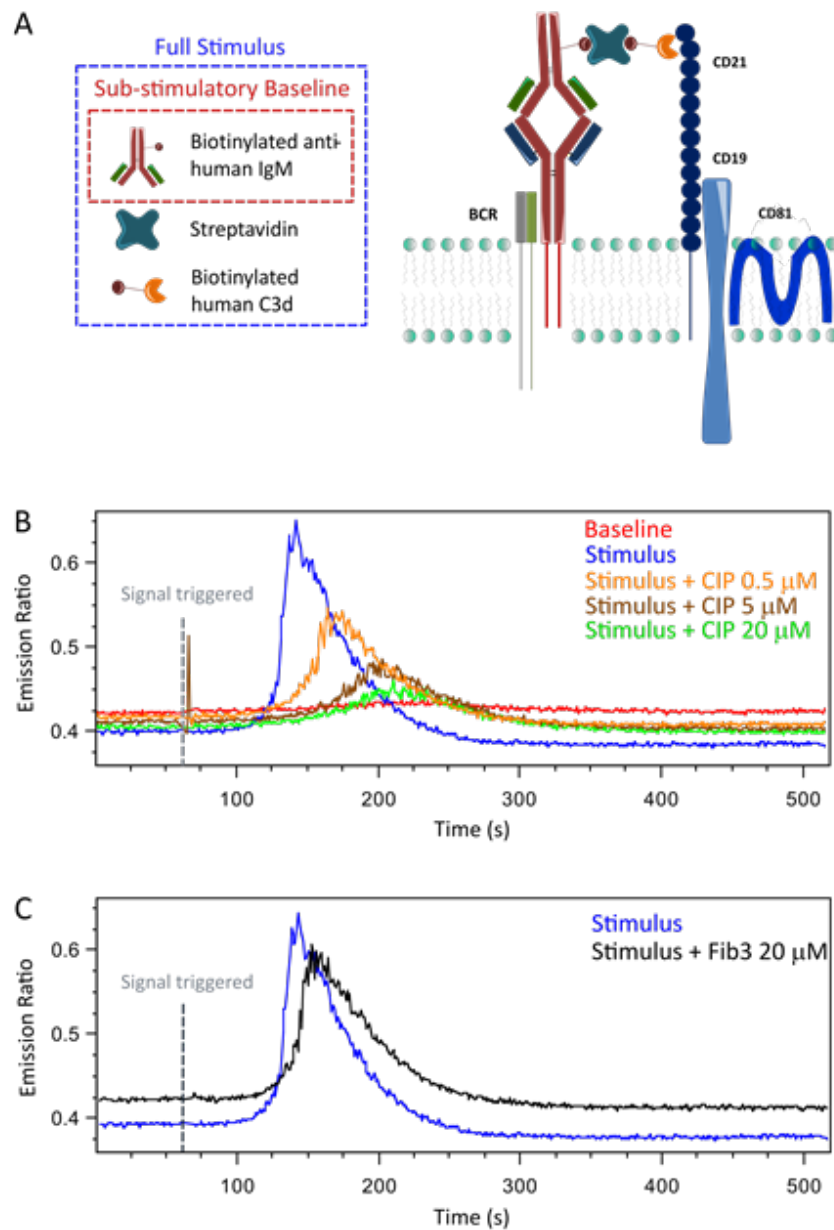 A
Full Stimulus
Sub-stimulatory Baseline
Biotinylated anti-
human IgM
Streptavidin
Biotinylated
human C3d
CD21
CD19
BCR
CD81
B
Baseline
Stimulus
Stimulus + CIP 0.5 µM
Stimulus + CIP 5 µM
Stimulus + CIP 20 µM
Signal triggered
Emission Ratio
0.6
0.5
0.4
100 200 300 400 500
Time (s)
C
Stimulus
Stimulus + Fib3 20 µM
Signal triggered
Emission Ratio
0.6
0.5
0.4
100 200 300 400 500
Time (s)